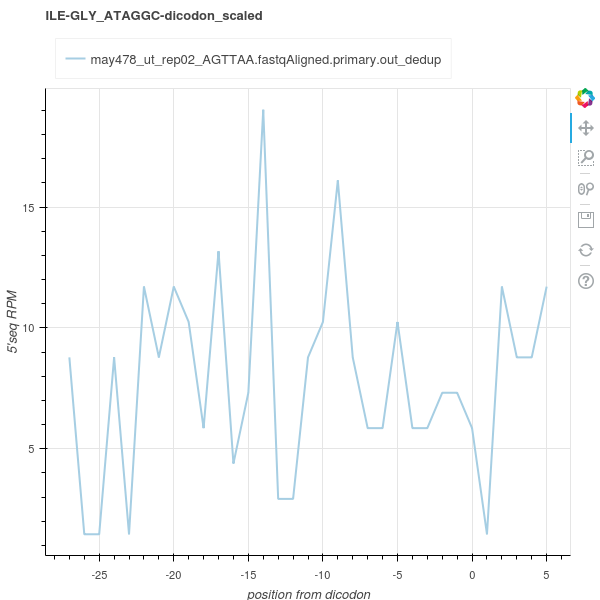 ILE-GLY_ATAGGC-dicodon_scaled
may478_ut_rep02_AGTTAA.fastqAligned.primary.out_dedup
15
10
5
5'seq RPM
-25 -20 -15 -10 -5 0 5
position from dicodon
?